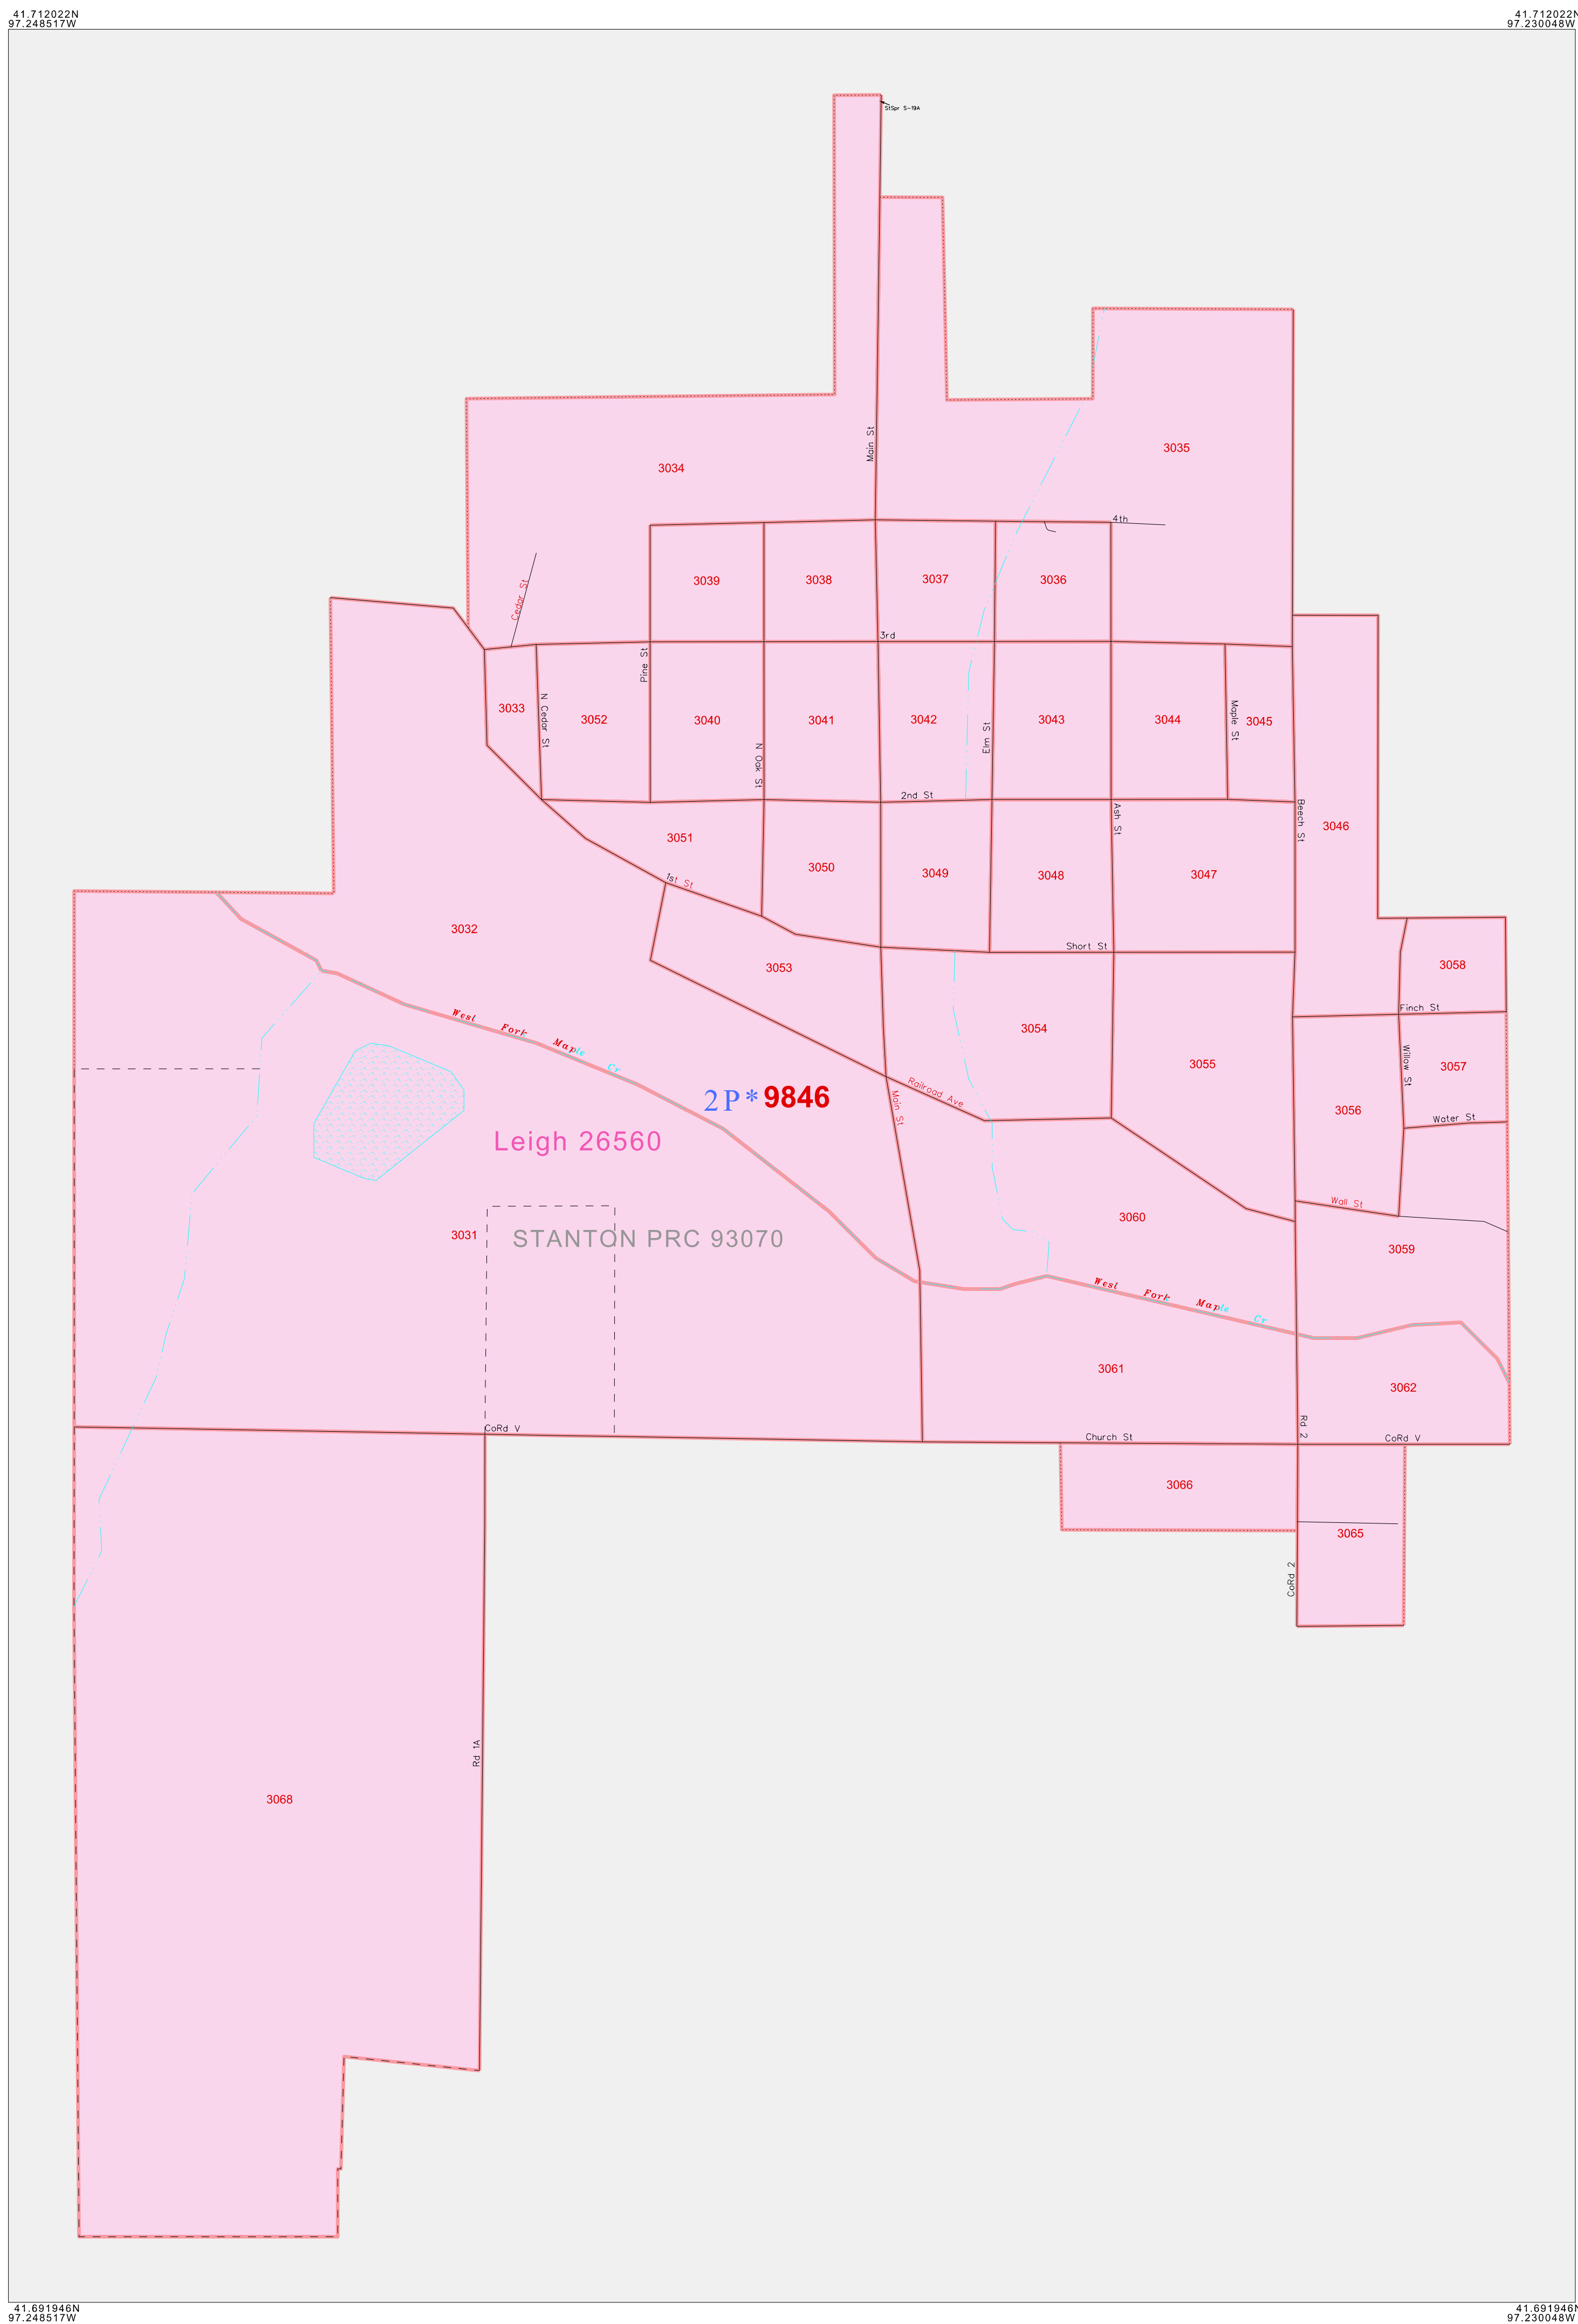 41.712022N
97.248517W
41.712022N
97.230048W
StSpr S-19A
Main St
3035
3034
4th
3039
3038
3037
3036
Cedar St
3rd
Pine St
3033
N Cedar St
3052
3040
3041
3042
Elm St
3043
3044
Maple St
3045
N Oak St
2nd St
Ash St
Beech St
3046
3051
3050
3049
3048
3047
1st St
3032
Short St
3053
3058
Finch St
West Fork Maple Cr
3054
3055
Willow St
3057
Railroad Ave
2P* 9846
Main St
3056
Water St
Leigh 26560
Wall St
3060
3031
STANTON PRC 93070
3059
West Fork Maple Cr
3061
3062
Rd 2
CoRd V
Church St
CoRd V
3066
3065
CoRd 2
Rd 1A
3068
41.691946N
97.248517W
41.691946N
97.230048W